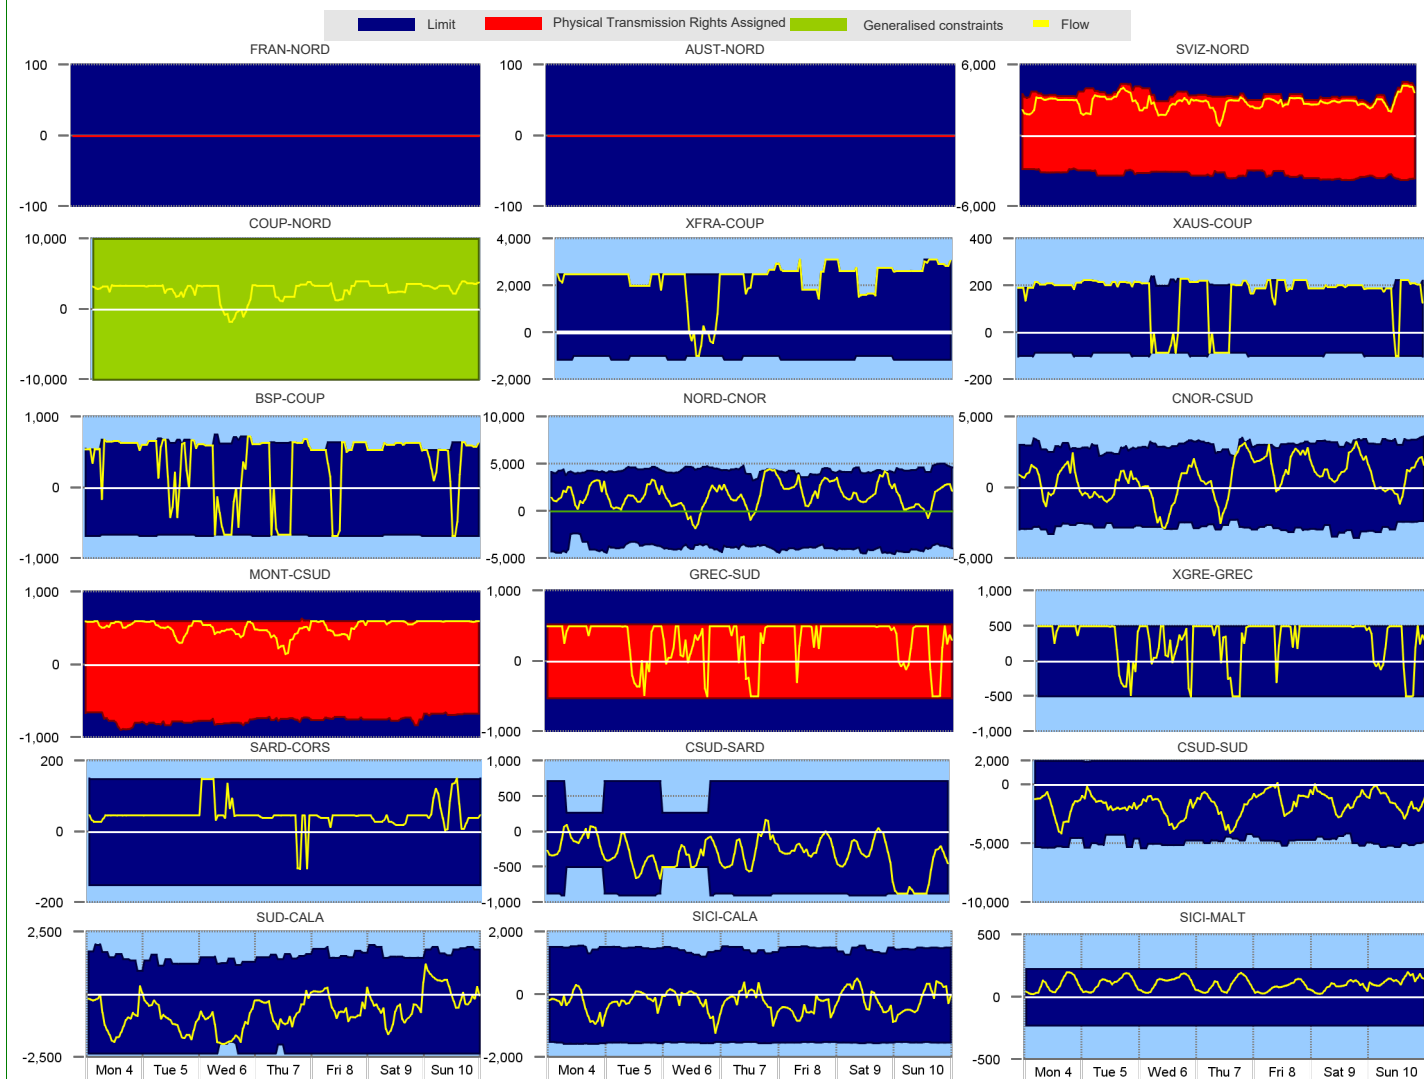 Limit Physical Transmission Rights Assigned Generalised constraints Flow
FRAN-NORD AUST-NORD SVIZ-NORD
100 100 6,000
0 0
-100 -100 -6,000
COUP-NORD XFRA-COUP XAUS-COUP
10,000 4,000 400
2,000 200
0 0 0
-10,000 -2,000 -200
BSP-COUP NORD-CNOR CNOR-CSUD
1,000 10,000 5,000
5,000
0 0 0
-1,000 -5,000 -5,000
MONT-CSUD GREC-SUD XGRE-GREC
1,000 1,000 1,000
500
0 0 0
-500
-1,000 -1,000 -1,000
SARD-CORS CSUD-SARD CSUD-SUD
200 1,000 2,000
500 0
0 0
-500 -5,000
-200 -1,000 -10,000
SUD-CALA SICI-CALA SICI-MALT
2,500 2,000 500
0 0 0
-2,500 -2,000 -500
Mon 4 Tue 5 Wed 6 Thu 7 Fri 8 Sat 9 Sun 10 Mon 4 Tue 5 Wed 6 Thu 7 Fri 8 Sat 9 Sun 10 Mon 4 Tue 5 Wed 6 Thu 7 Fri 8 Sat 9 Sun 10